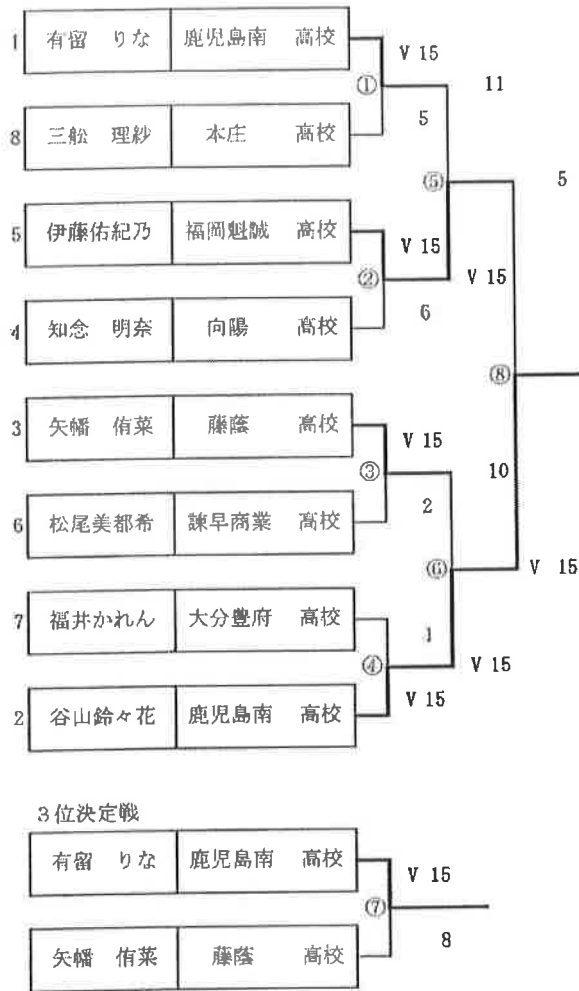 1 有留 りな 鹿児島南 高校
V 15
① 11
5
8 三舩 理紗 本庄 高校
⑤ 5
5 伊藤佑紀乃 福岡魁誠 高校
V 15
② V 15
6
4 知念 明奈 向陽 高校
⑧
3 矢幡 侑菜 藤蔭 高校
V 15
③ 10
2
6 松尾美都希 諫早商業 高校
⑥ V 15
7 福井かれん 大分豊府 高校
1
④ V 15
V 15
2 谷山鈴々花 鹿児島南 高校
3位決定戦
有留 りな 鹿児島南 高校
V 15
⑦
8
矢幡 侑菜 藤蔭 高校